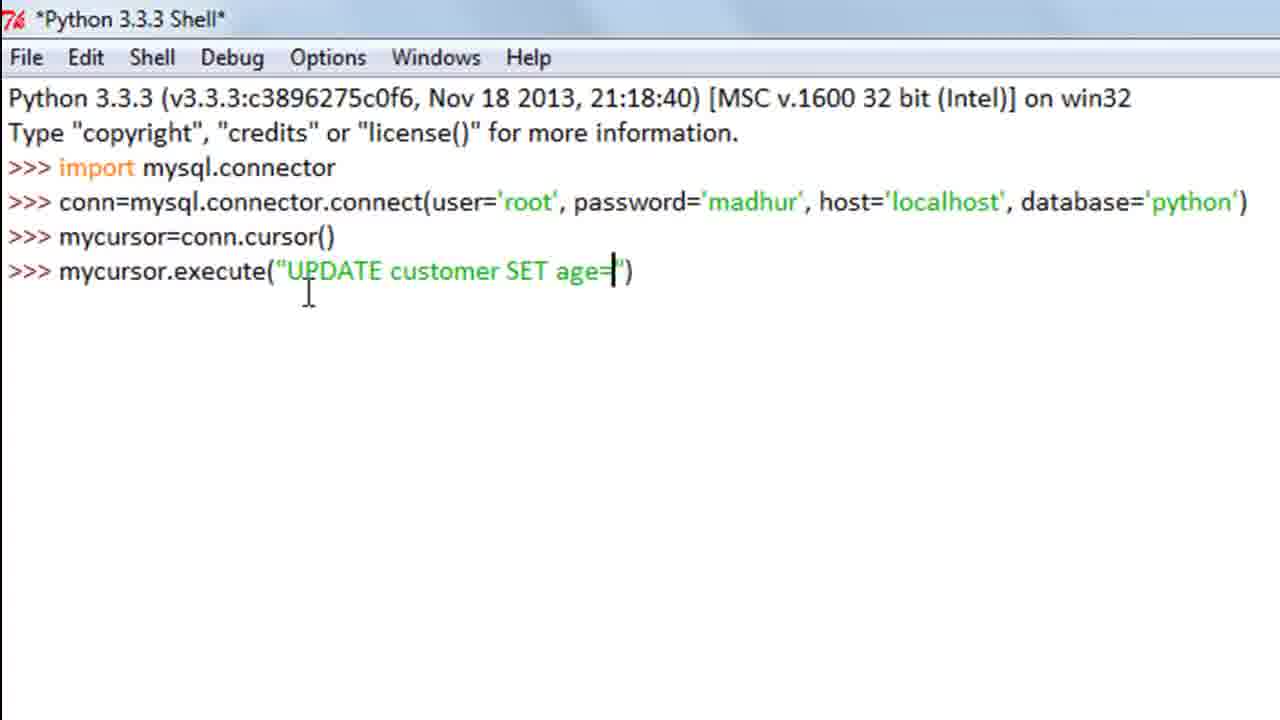 *Python 3.3.3 Shell*
File Edit Shell Debug Options Windows Help
Python 3.3.3 (v3.3.3:c3896275c0f6, Nov 18 2013, 21:18:40) [MSC v.1600 32 bit (Intel)] on win32
Type "copyright", "credits" or "license()" for more information.
>>> import mysql.connector
>>> conn=mysql.connector.connect(user='root', password='madhur', host='localhost', database='python')
>>> mycursor=conn.cursor()
>>> mycursor.execute("UPDATE customer SET age=")